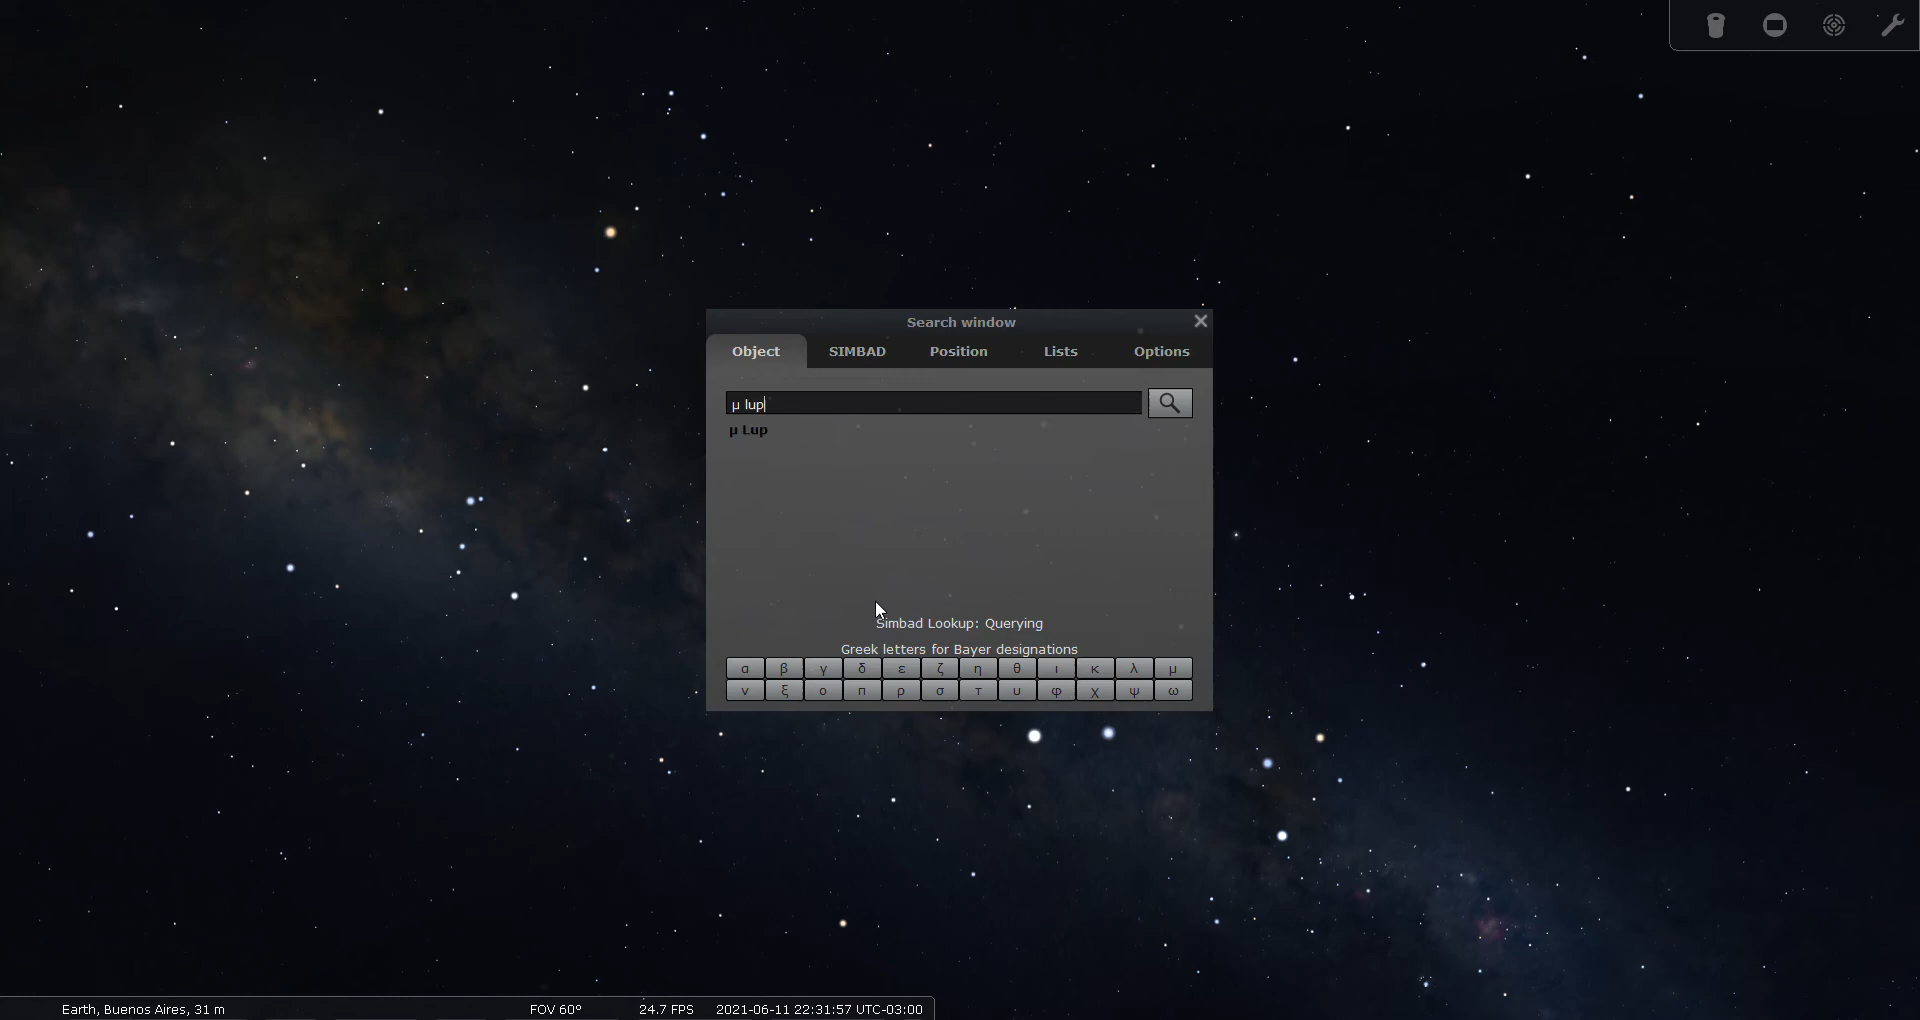 Search window
Object SIMBAD Position Lists Options
μ lup
μ Lup
Simbad Lookup: Querying
Greek letters for Bayer designations
α β γ δ ε ζ η θ ι κ λ μ
ν ξ ο π ρ σ τ υ φ χ ψ ω
Earth, Buenos Aires, 31 m FOV 60° 24.7 FPS 2021-06-11 22:31:57 UTC-03:00